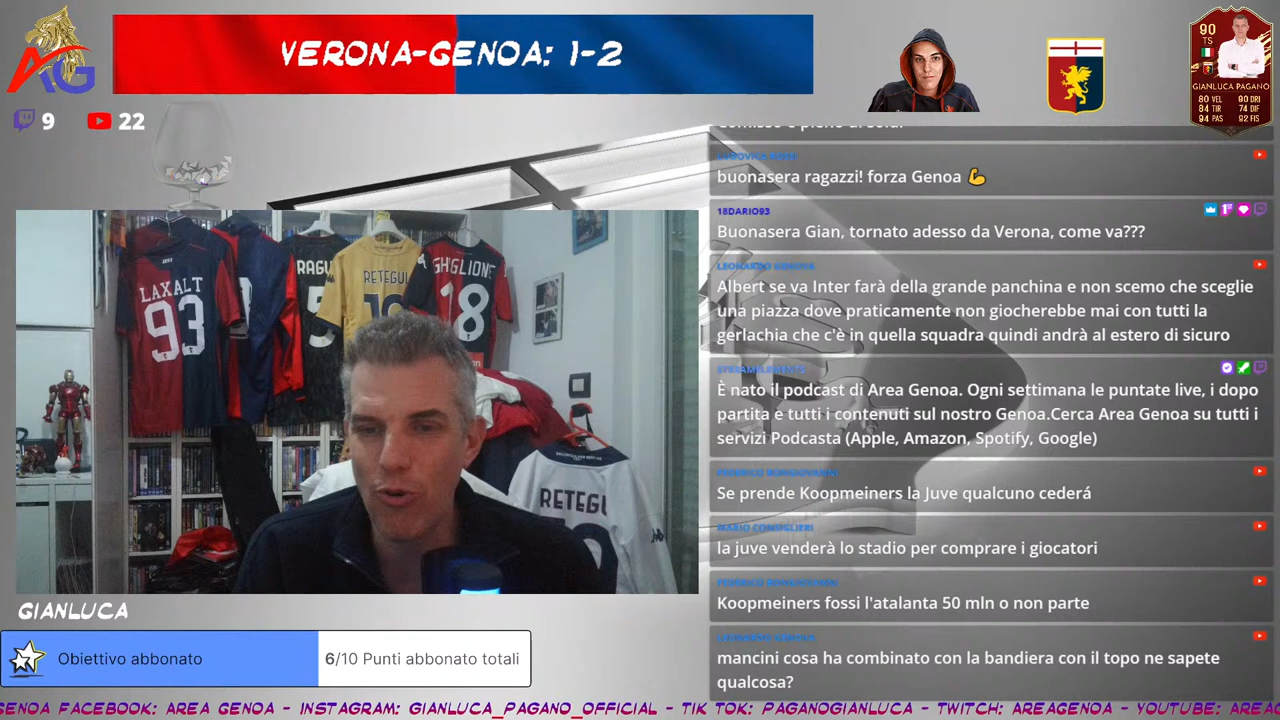 VERONA-GENOA: 1-2
AG
9
22
90
TS
GIANLUCA PAGANO
80 VEL 90 DRI
84 TIR 74 DIF
94 PAS 92 FIS
buonasera ragazzi! forza Genoa 💪
18DARIO93
Buonasera Gian, tornato adesso da Verona, come va???
Albert se va Inter farà della grande panchina e non scemo che sceglie
una piazza dove praticamente non giocherebbe mai con tutti la
gerlachia che c'è in quella squadra quindi andrà al estero di sicuro
È nato il podcast di Area Genoa. Ogni settimana le puntate live, i dopo
partita e tutti i contenuti sul nostro Genoa.Cerca Area Genoa su tutti i
servizi Podcasta (Apple, Amazon, Spotify, Google)
Se prende Koopmeiners la Juve qualcuno cederá
MARIO CONSIGLIERI
la juve venderà lo stadio per comprare i giocatori
Koopmeiners fossi l'atalanta 50 mln o non parte
mancini cosa ha combinato con la bandiera con il topo ne sapete
qualcosa?
LAXALT
93
RAGU
5
RETEGUI
19
GHIGLIONE
18
RETEGU
GIANLUCA
Obiettivo abbonato
6/10 Punti abbonato totali
GENOA FACEBOOK: AREA GENOA - INSTAGRAM: GIANLUCA_PAGANO_OFFICIAL - TIK TOK: PAGANOGIANLUCA - TWITCH: AREAGENOA - YOUTUBE: AREAG